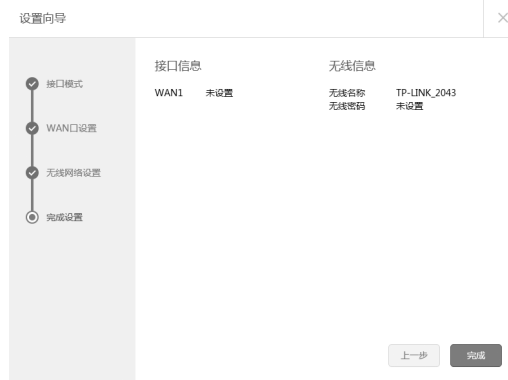 设置向导
接口模式
WAN口设置
无线网络设置
完成设置
接口信息
WAN1 未设置
无线信息
无线名称 TP-LINK_2043
无线密码 未设置
上一步 完成